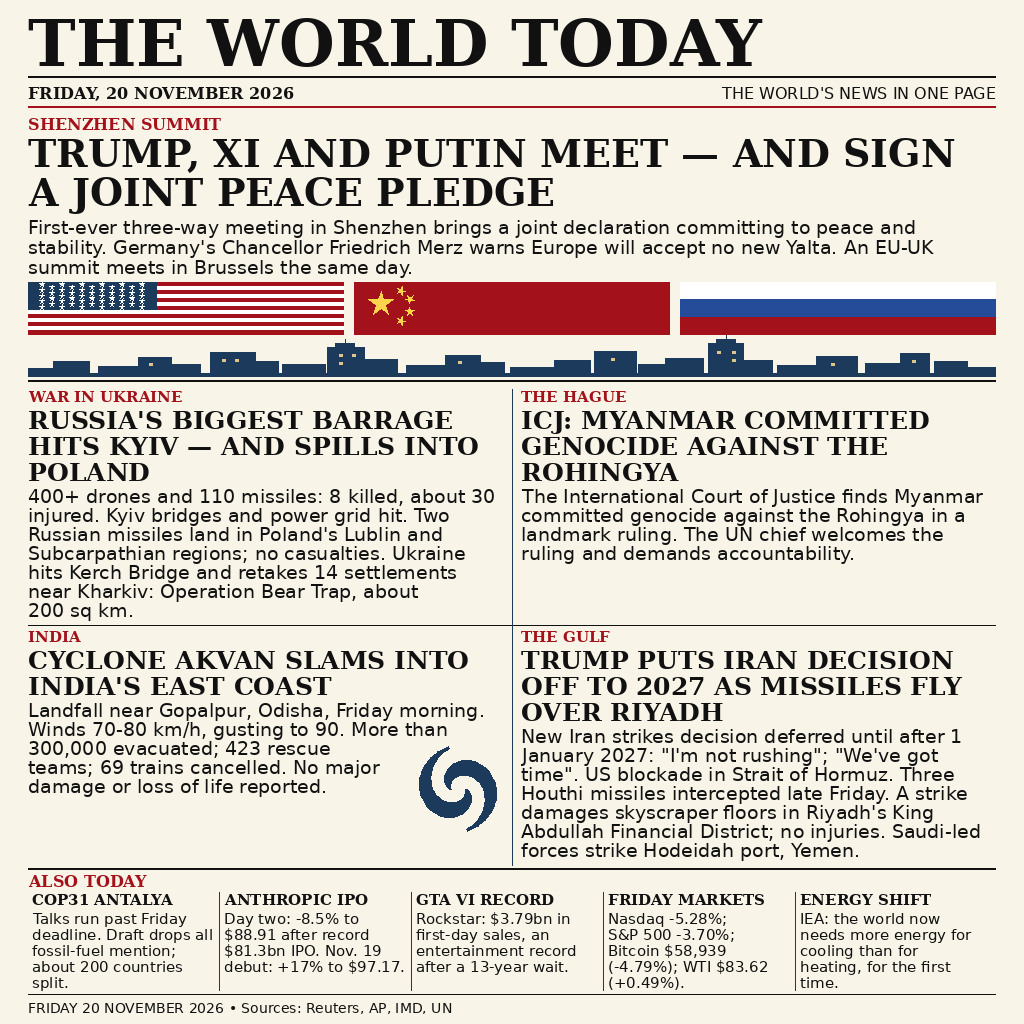 THE WORLD TODAY
FRIDAY, 20 NOVEMBER 2026
THE WORLD'S NEWS IN ONE PAGE
SHENZHEN SUMMIT
TRUMP, XI AND PUTIN MEET — AND SIGN
A JOINT PEACE PLEDGE
First-ever three-way meeting in Shenzhen brings a joint declaration committing to peace and
stability. Germany's Chancellor Friedrich Merz warns Europe will accept no new Yalta. An EU-UK
summit meets in Brussels the same day.
WAR IN UKRAINE
RUSSIA'S BIGGEST BARRAGE
HITS KYIV — AND SPILLS INTO
POLAND
400+ drones and 110 missiles: 8 killed, about 30
injured. Kyiv bridges and power grid hit. Two
Russian missiles land in Poland's Lublin and
Subcarpathian regions; no casualties. Ukraine
hits Kerch Bridge and retakes 14 settlements
near Kharkiv: Operation Bear Trap, about
200 sq km.
THE HAGUE
ICJ: MYANMAR COMMITTED
GENOCIDE AGAINST THE
ROHINGYA
The International Court of Justice finds Myanmar
committed genocide against the Rohingya in a
landmark ruling. The UN chief welcomes the
ruling and demands accountability.
INDIA
CYCLONE AKVAN SLAMS INTO
INDIA'S EAST COAST
Landfall near Gopalpur, Odisha, Friday morning.
Winds 70-80 km/h, gusting to 90. More than
300,000 evacuated; 423 rescue
teams; 69 trains cancelled. No major
damage or loss of life reported.
THE GULF
TRUMP PUTS IRAN DECISION
OFF TO 2027 AS MISSILES FLY
OVER RIYADH
New Iran strikes decision deferred until after 1
January 2027: "I'm not rushing"; "We've got
time". US blockade in Strait of Hormuz. Three
Houthi missiles intercepted late Friday. A strike
damages skyscraper floors in Riyadh's King
Abdullah Financial District; no injuries. Saudi-led
forces strike Hodeidah port, Yemen.
ALSO TODAY
COP31 ANTALYA
Talks run past Friday
deadline. Draft drops all
fossil-fuel mention;
about 200 countries
split.
ANTHROPIC IPO
Day two: -8.5% to
$88.91 after record
$81.3bn IPO. Nov. 19
debut: +17% to $97.17.
GTA VI RECORD
Rockstar: $3.79bn in
first-day sales, an
entertainment record
after a 13-year wait.
FRIDAY MARKETS
Nasdaq -5.28%;
S&P 500 -3.70%;
Bitcoin $58,939
(-4.79%); WTI $83.62
(+0.49%).
ENERGY SHIFT
IEA: the world now
needs more energy for
cooling than for
heating, for the first
time.
FRIDAY 20 NOVEMBER 2026 • Sources: Reuters, AP, IMD, UN